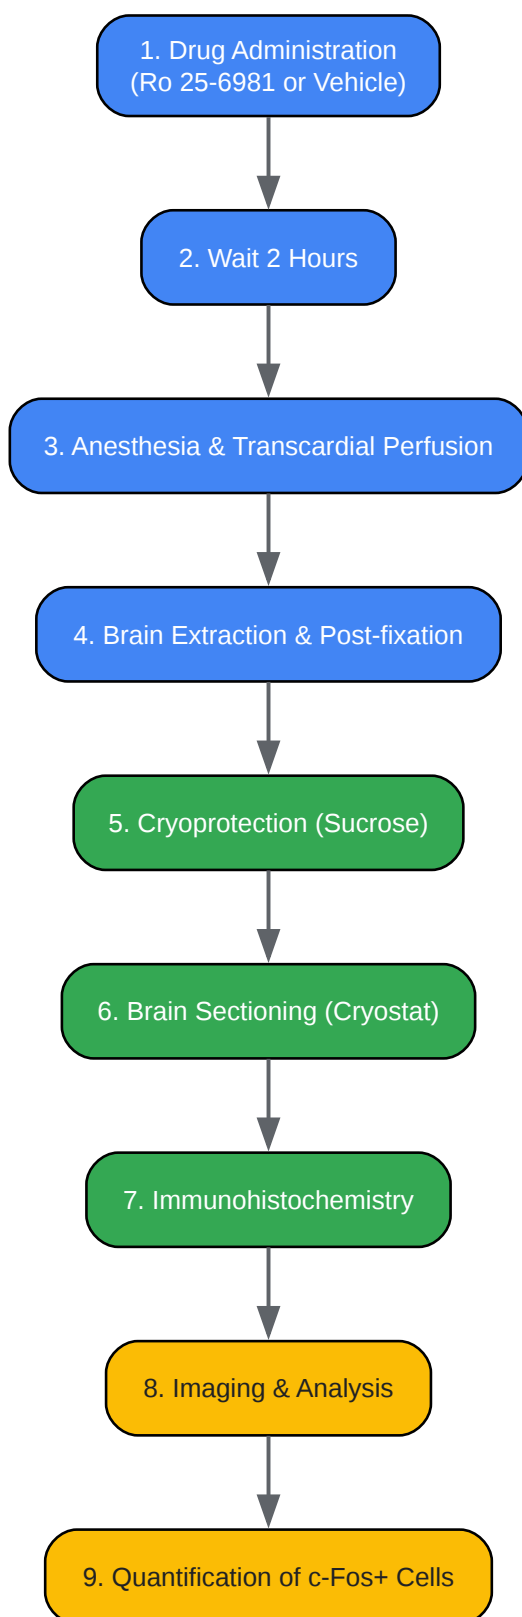 1. Drug Administration
(Ro 25-6981 or Vehicle)
2. Wait 2 Hours
3. Anesthesia & Transcardial Perfusion
4. Brain Extraction & Post-fixation
5. Cryoprotection (Sucrose)
6. Brain Sectioning (Cryostat)
7. Immunohistochemistry
8. Imaging & Analysis
9. Quantification of c-Fos+ Cells